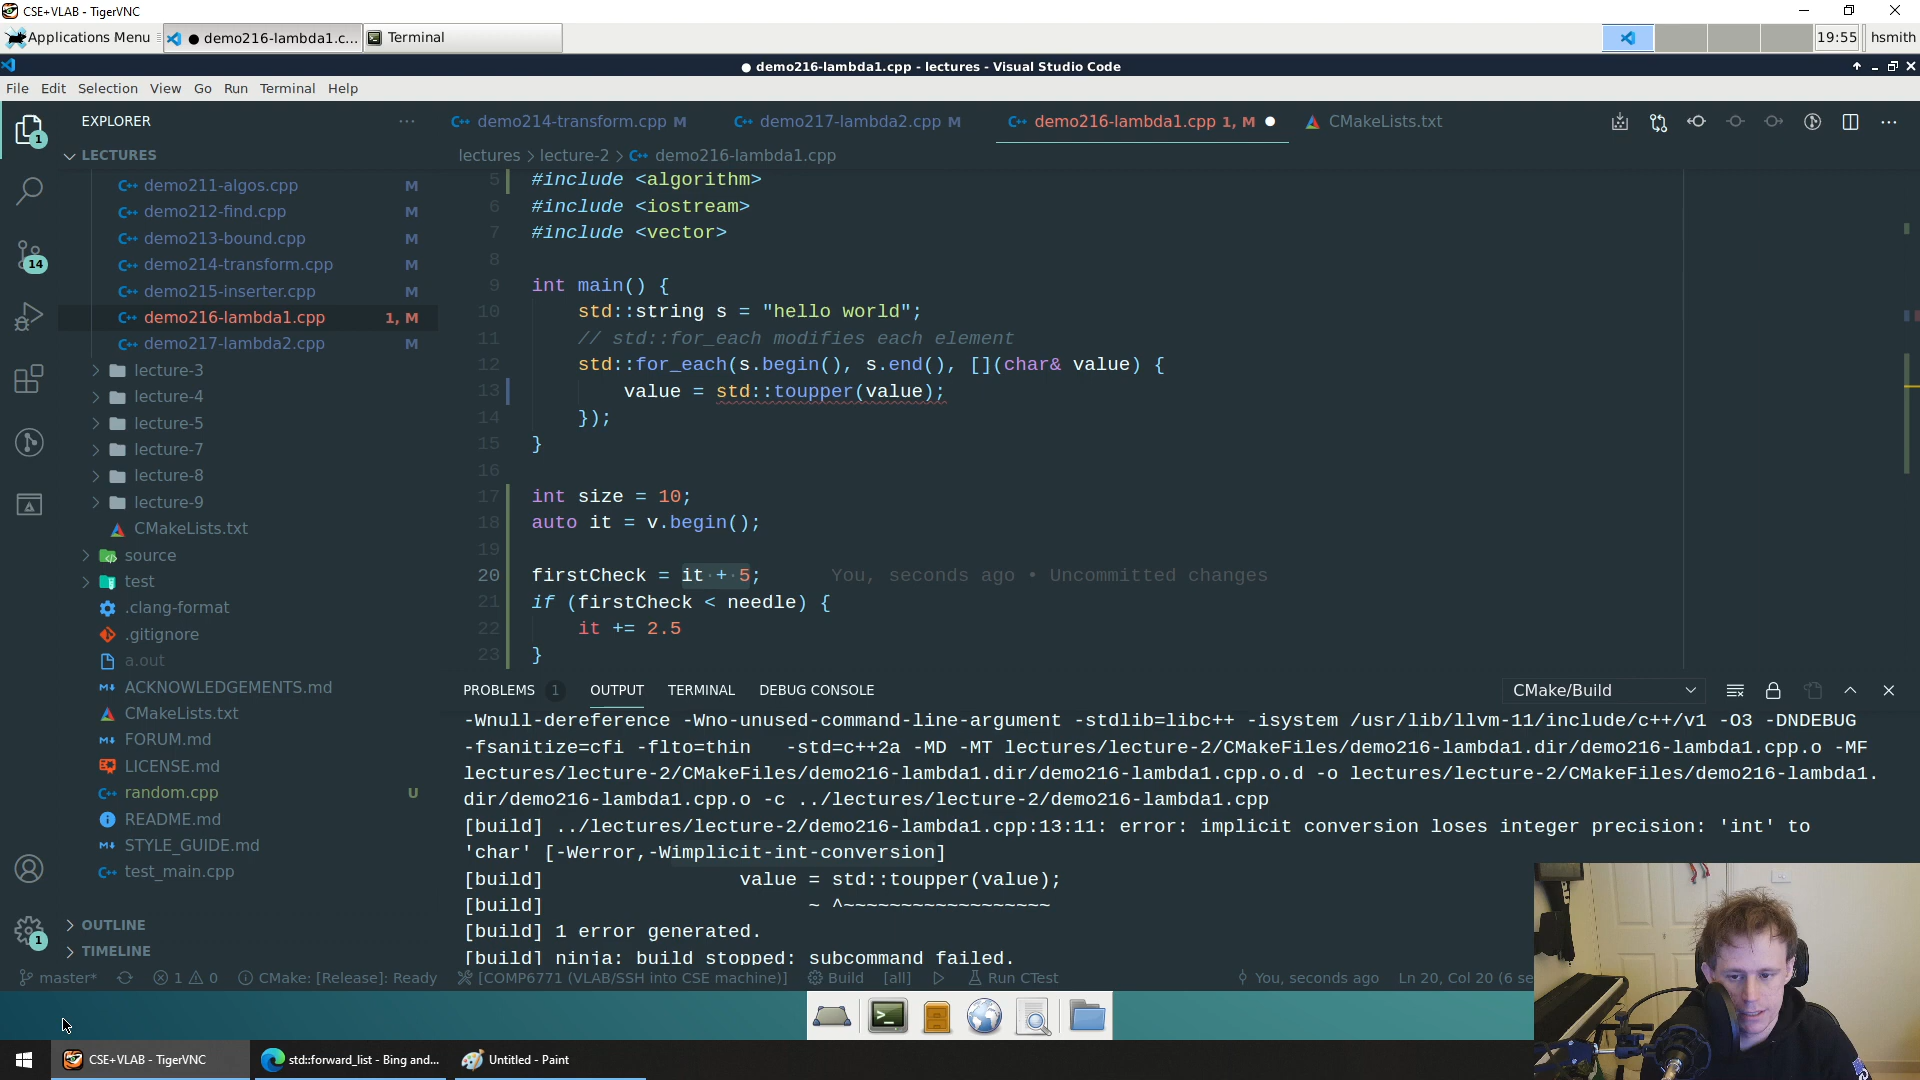 CSE+VLAB - TigerVNC
Applications Menu
● demo216-lambda1.c...
Terminal
19:55
hsmith
● demo216-lambda1.cpp - lectures - Visual Studio Code
File Edit Selection View Go Run Terminal Help
EXPLORER
demo214-transform.cpp M
demo217-lambda2.cpp M
demo216-lambda1.cpp 1, M ●
CMakeLists.txt
1
LECTURES
lectures > lecture-2 > demo216-lambda1.cpp
demo211-algos.cpp M
demo212-find.cpp M
demo213-bound.cpp M
demo214-transform.cpp M
demo215-inserter.cpp M
demo216-lambda1.cpp 1, M
demo217-lambda2.cpp M
lecture-3
lecture-4
lecture-5
lecture-7
lecture-8
lecture-9
CMakeLists.txt
source
test
.clang-format
.gitignore
a.out
ACKNOWLEDGEMENTS.md
CMakeLists.txt
FORUM.md
LICENSE.md
random.cpp U
README.md
STYLE_GUIDE.md
test_main.cpp
OUTLINE
TIMELINE
14
1
5 #include <algorithm>
6 #include <iostream>
7 #include <vector>
8
9 int main() {
10 std::string s = "hello world";
11 // std::for_each modifies each element
12 std::for_each(s.begin(), s.end(), [](char& value) {
13 value = std::toupper(value);
14 });
15 }
16
17 int size = 10;
18 auto it = v.begin();
19
20 firstCheck = it + 5; You, seconds ago • Uncommitted changes
21 if (firstCheck < needle) {
22 it += 2.5
23 }
PROBLEMS 1 OUTPUT TERMINAL DEBUG CONSOLE
CMake/Build
-Wnull-dereference -Wno-unused-command-line-argument -stdlib=libc++ -isystem /usr/lib/llvm-11/include/c++/v1 -O3 -DNDEBUG
-fsanitize=cfi -flto=thin -std=c++2a -MD -MT lectures/lecture-2/CMakeFiles/demo216-lambda1.dir/demo216-lambda1.cpp.o -MF
lectures/lecture-2/CMakeFiles/demo216-lambda1.dir/demo216-lambda1.cpp.o.d -o lectures/lecture-2/CMakeFiles/demo216-lambda1.
dir/demo216-lambda1.cpp.o -c ../lectures/lecture-2/demo216-lambda1.cpp
[build] ../lectures/lecture-2/demo216-lambda1.cpp:13:11: error: implicit conversion loses integer precision: 'int' to
'char' [-Werror,-Wimplicit-int-conversion]
[build] value = std::toupper(value);
[build] ~ ^~~~~~~~~~~~~~~~~~~
[build] 1 error generated.
[build] ninja: build stopped: subcommand failed.
master* 1 0 CMake: [Release]: Ready [COMP6771 (VLAB/SSH into CSE machine)] Build [all] Run CTest You, seconds ago Ln 20, Col 20 (6 se
CSE+VLAB - TigerVNC
std::forward_list - Bing and...
Untitled - Paint